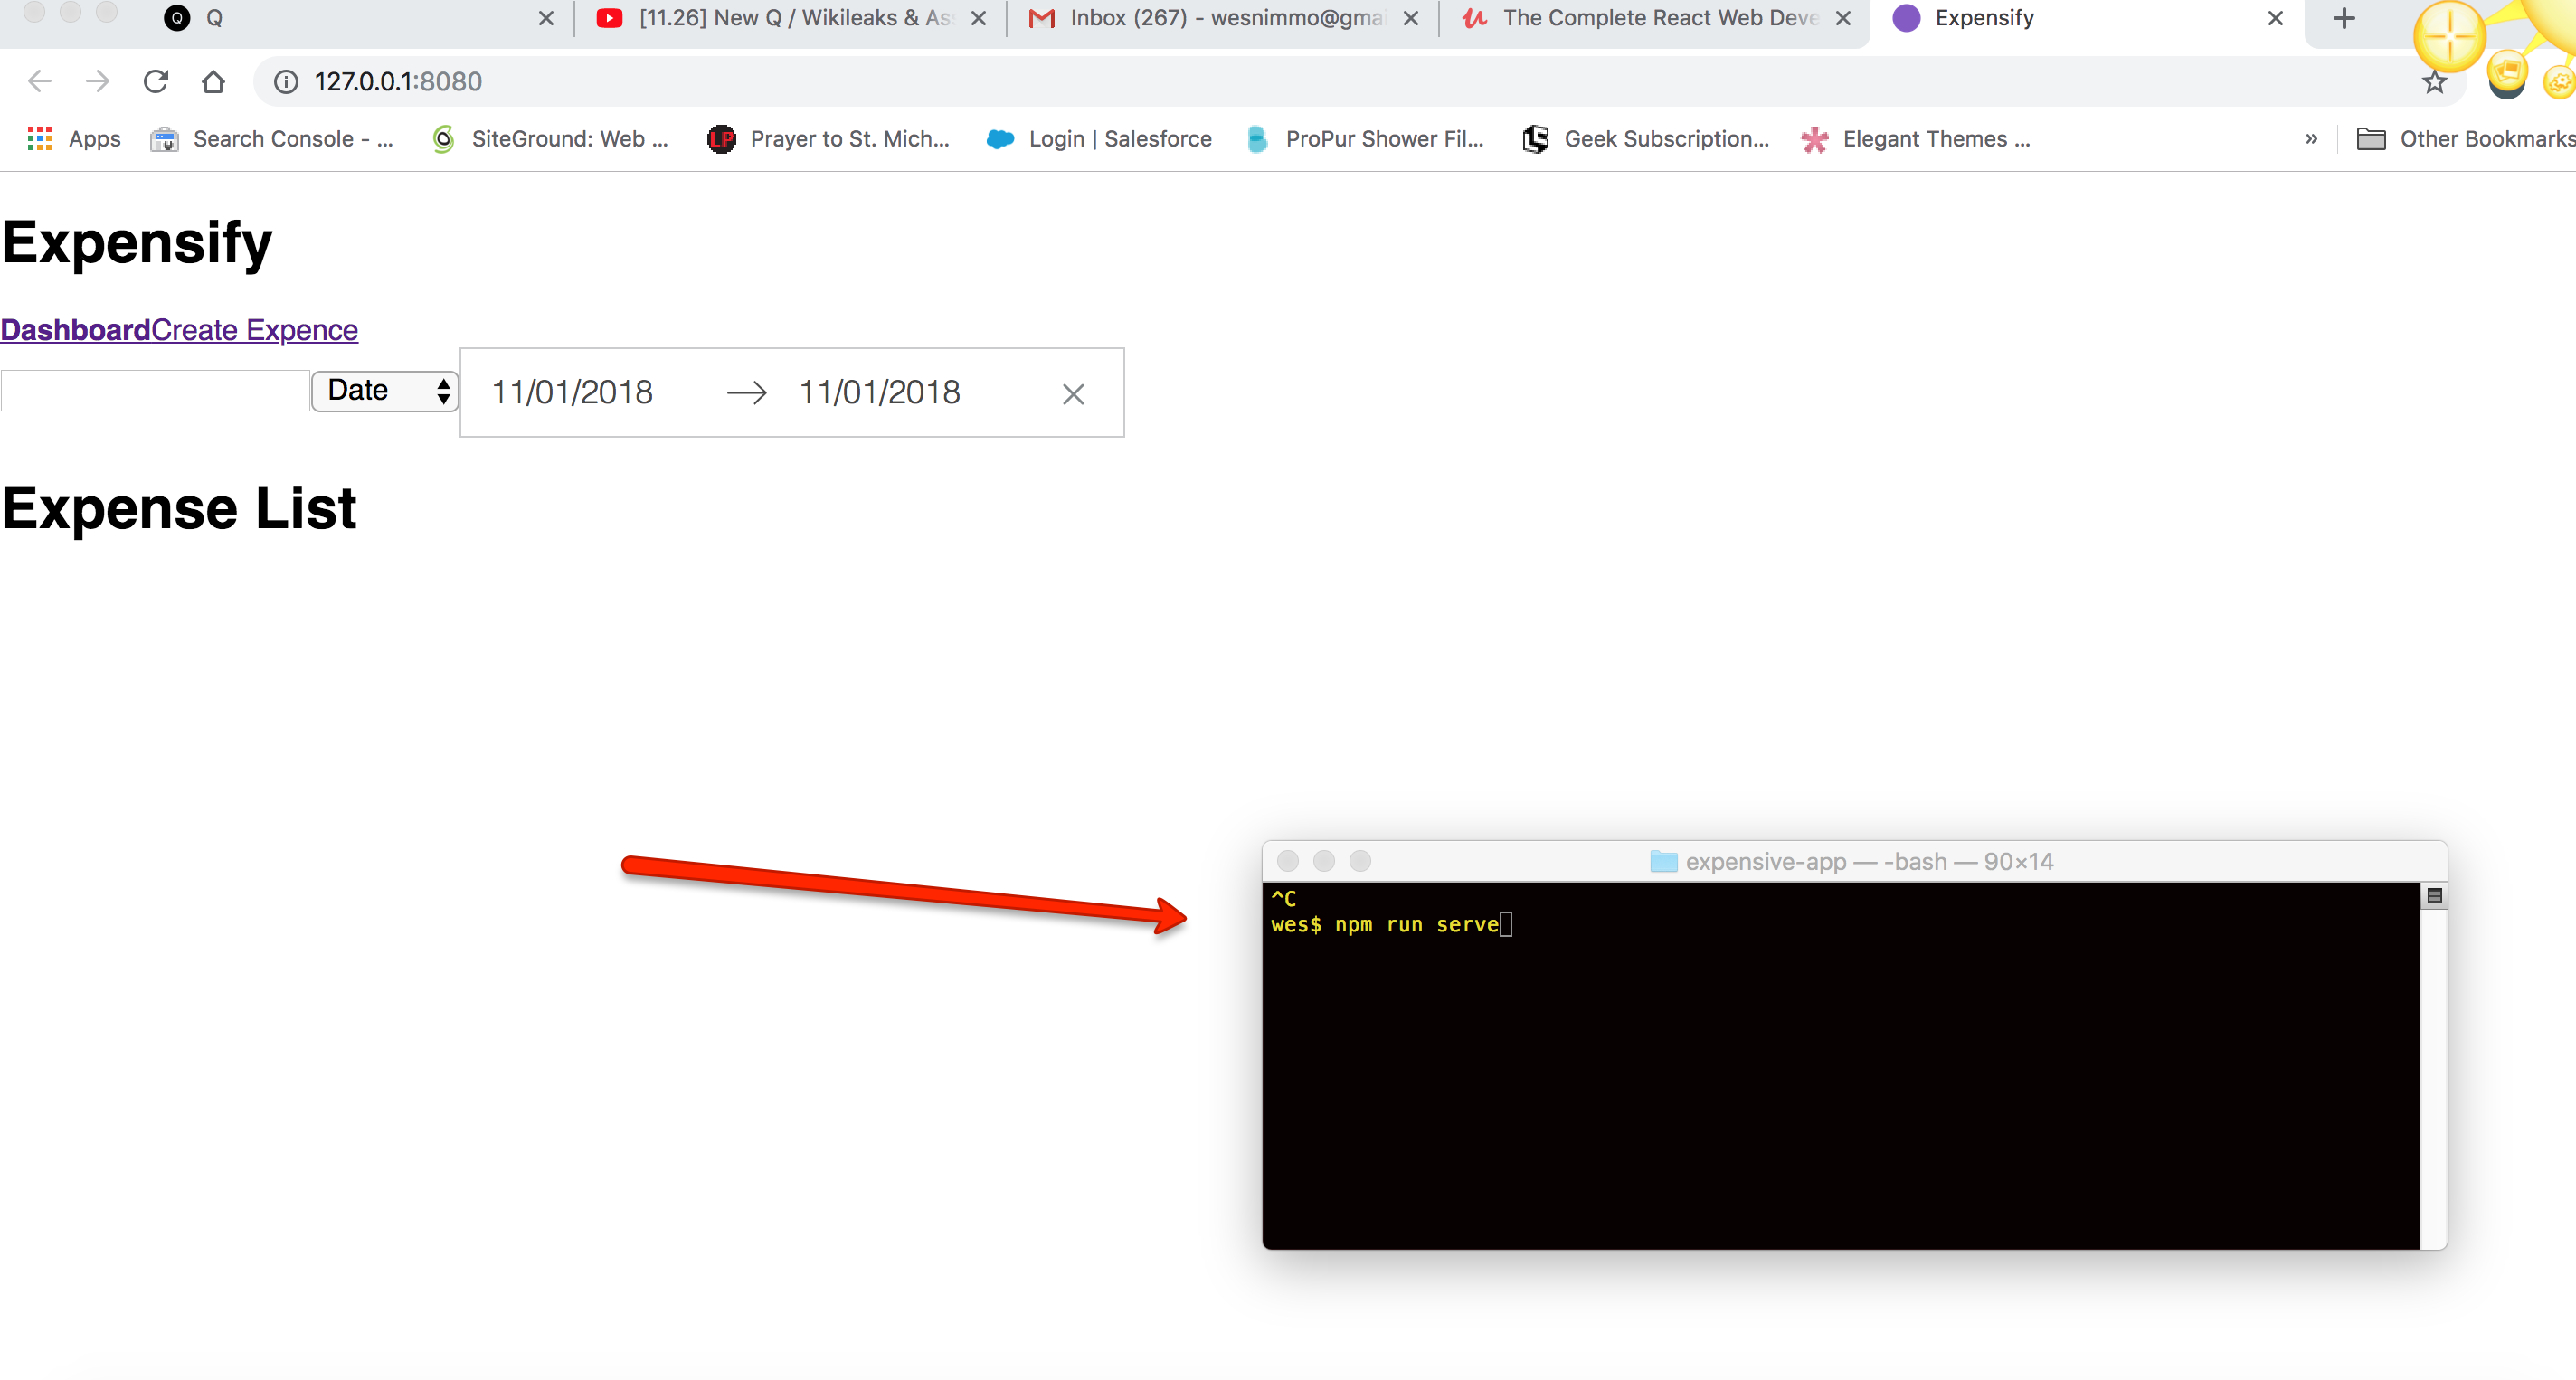 Q Q
[11.26] New Q / Wikileaks & As
Inbox (267) - wesnimmo@gmai
The Complete React Web Deve
Expensify
127.0.0.1:8080
Apps
Search Console - ...
SiteGround: Web ...
LP Prayer to St. Mich...
Login | Salesforce
ProPur Shower Fil...
Geek Subscription...
Elegant Themes ...
» Other Bookmarks
Expensify
DashboardCreate Expence
Date 11/01/2018 → 11/01/2018
Expense List
expensive-app — -bash — 90×14
^C
wes$ npm run serve